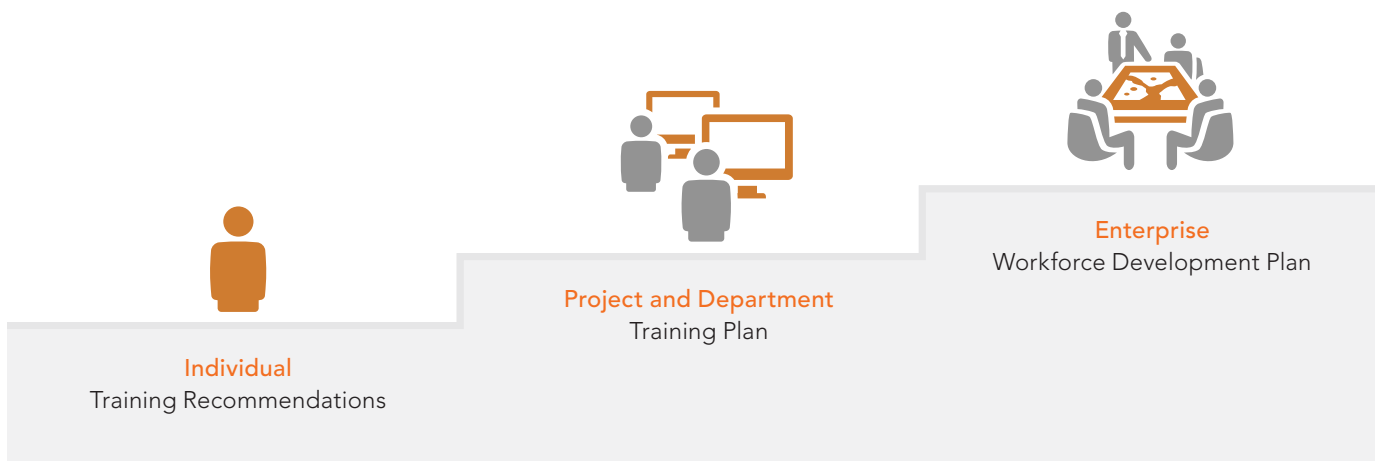 Individual
Training Recommendations
Project and Department
Training Plan
Enterprise
Workforce Development Plan